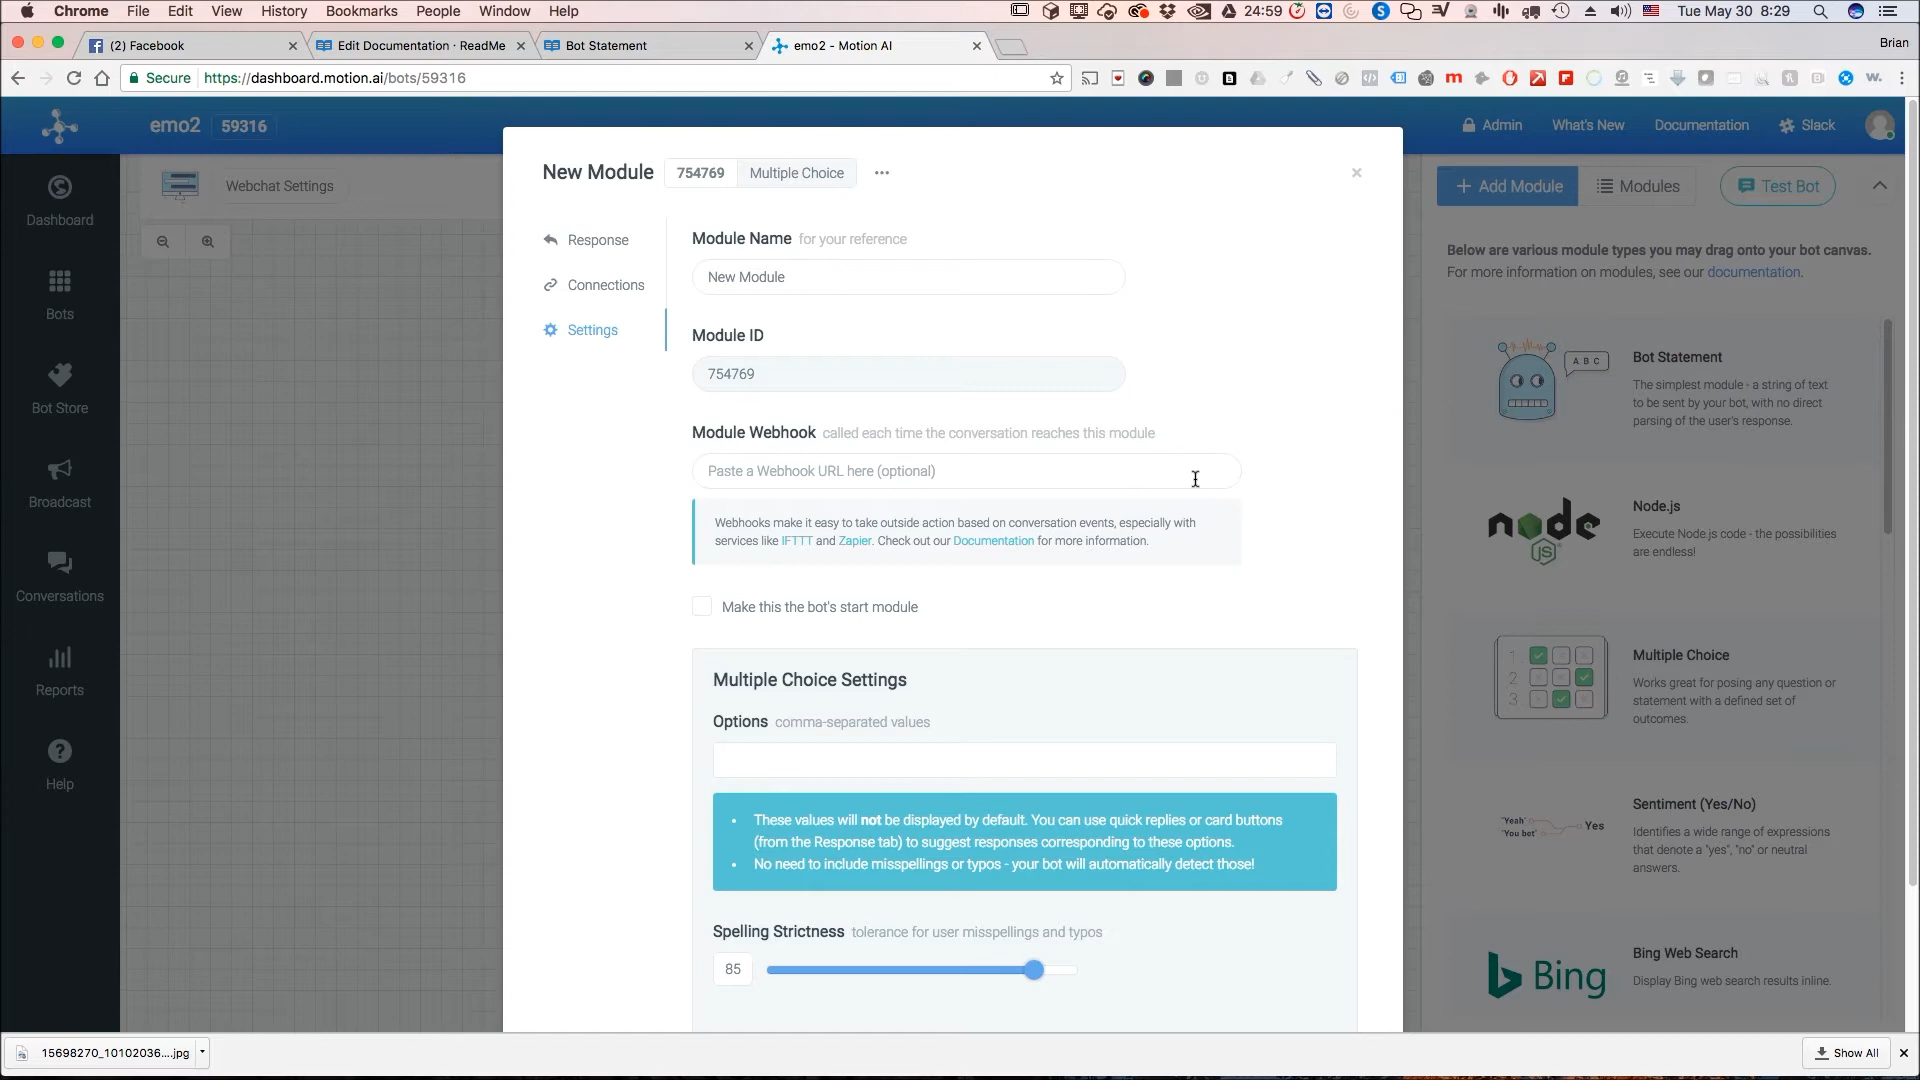 Chrome File Edit View History Bookmarks People Window Help 24:59 Tue May 30 8:29
(2) Facebook Edit Documentation · ReadMe Bot Statement emo2 - Motion AI Brian
Secure https://dashboard.motion.ai/bots/59316
emo2 59316 Admin What's New Documentation Slack
New Module 754769 Multiple Choice
Webchat Settings
Add Module Modules Test Bot
Dashboard
Bots
Bot Store
Broadcast
Conversations
Reports
Help
Response
Connections
Settings
Module Name for your reference
New Module
Module ID
754769
Module Webhook called each time the conversation reaches this module
Paste a Webhook URL here (optional)
Webhooks make it easy to take outside action based on conversation events, especially with
services like IFTTT and Zapier. Check out our Documentation for more information.
Make this the bot's start module
Multiple Choice Settings
Options comma-separated values
These values will not be displayed by default. You can use quick replies or card buttons
(from the Response tab) to suggest responses corresponding to these options.
No need to include misspellings or typos - your bot will automatically detect those!
Spelling Strictness tolerance for user misspellings and typos
85
Below are various module types you may drag onto your bot canvas.
For more information on modules, see our documentation.
A B C
Bot Statement
The simplest module - a string of text
to be sent by your bot, with no direct
parsing of the user's response.
node
JS
Node.js
Execute Node.js code - the possibilities
are endless!
1
2
3
Multiple Choice
Works great for posing any question or
statement with a defined set of
outcomes.
"Yeah"
"You bet"
Yes
Sentiment (Yes/No)
Identifies a wide range of expressions
that denote a "yes", "no" or neutral
answers.
Bing
Bing Web Search
Display Bing web search results inline.
15698270_10102036....jpg Show All